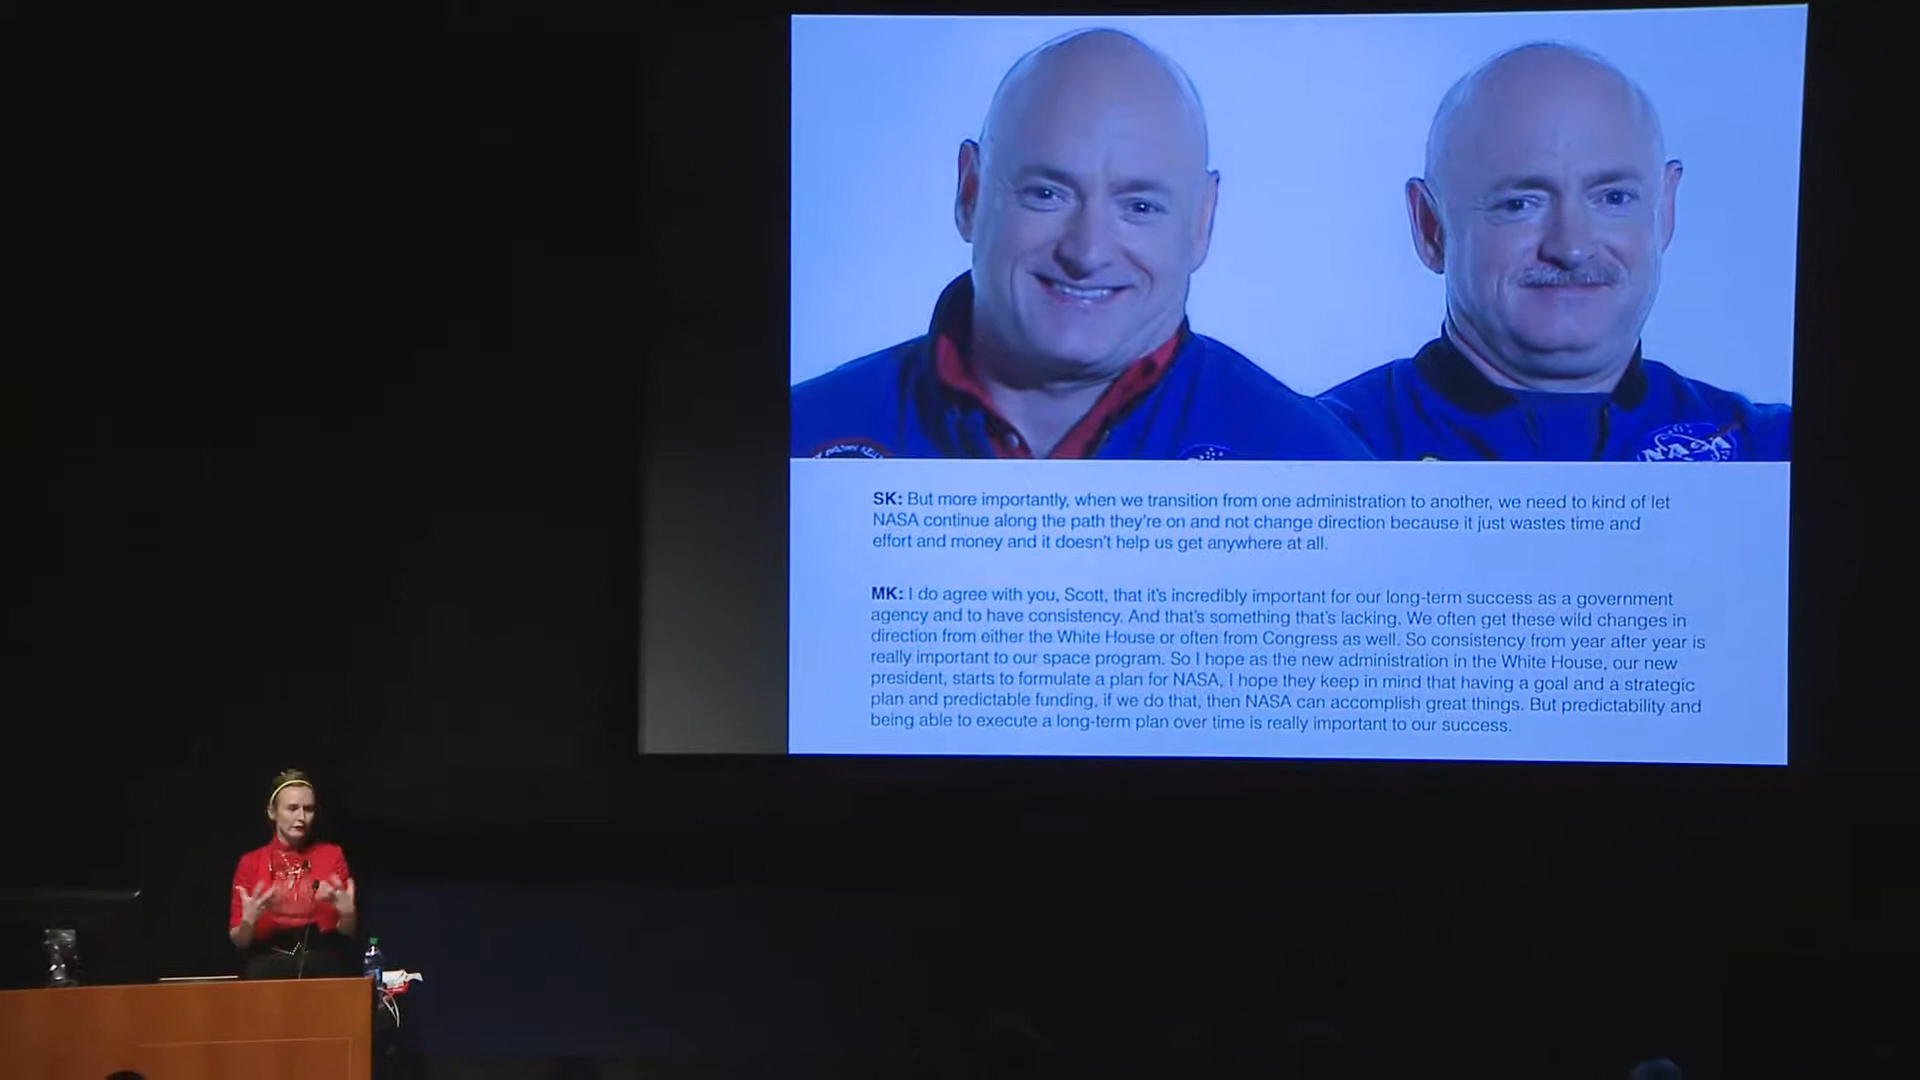 NASA
SK: But more importantly, when we transition from one administration to another, we need to kind of let
NASA continue along the path they're on and not change direction because it just wastes time and
effort and money and it doesn't help us get anywhere at all.
MK: I do agree with you, Scott, that it's incredibly important for our long-term success as a government
agency and to have consistency. And that's something that's lacking. We often get these wild changes in
direction from either the White House or often from Congress as well. So consistency from year after year is
really important to our space program. So I hope as the new administration in the White House, our new
president, starts to formulate a plan for NASA, I hope they keep in mind that having a goal and a strategic
plan and predictable funding, if we do that, then NASA can accomplish great things. But predictability and
being able to execute a long-term plan over time is really important to our success.